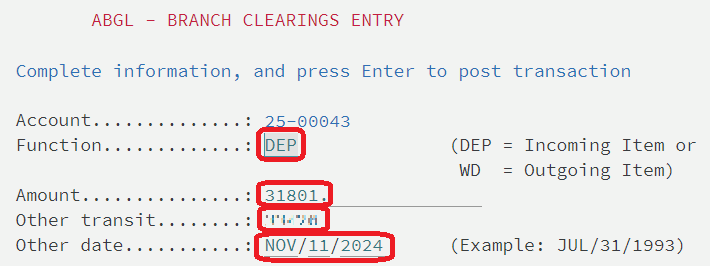 ABGL - BRANCH CLEARINGS ENTRY
Complete information, and press Enter to post transaction
Account..............: 25-00043
Function.............: DEP (DEP = Incoming Item or
WD = Outgoing Item)
Amount...............: 31801.
Other transit........:
Other date...........: NOV/11/2024 (Example: JUL/31/1993)